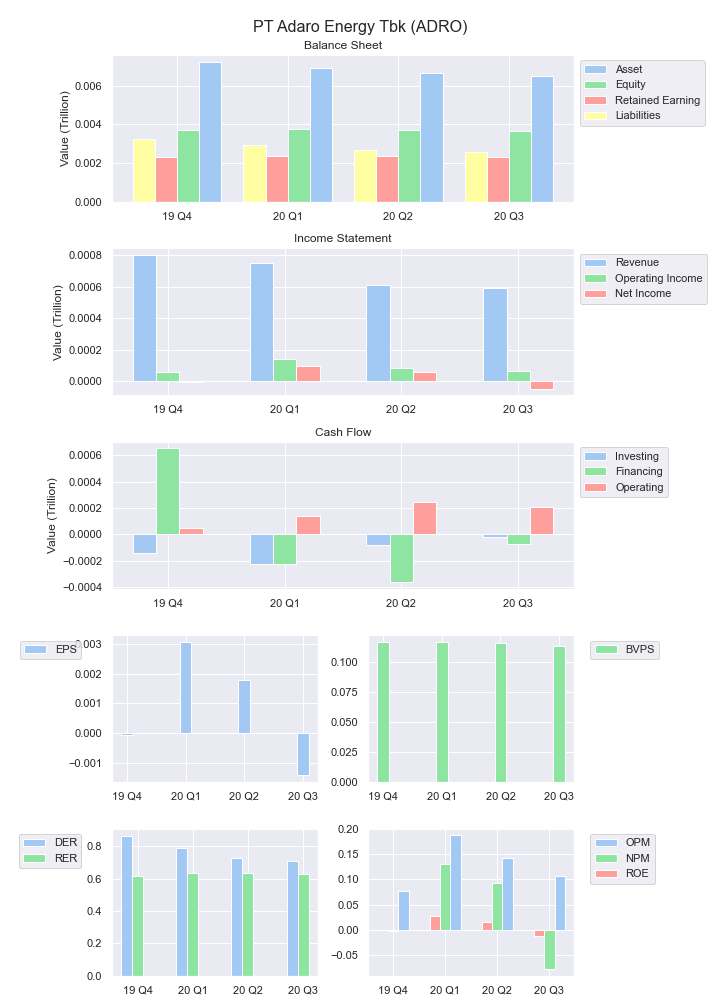 PT Adaro Energy Tbk (ADRO)
Balance Sheet
Value (Trillion)
0.006
0.004
0.002
0.000
19 Q4 20 Q1 20 Q2 20 Q3
Asset
Equity
Retained Earning
Liabilities
Income Statement
Value (Trillion)
0.0008
0.0006
0.0004
0.0002
0.0000
19 Q4 20 Q1 20 Q2 20 Q3
Revenue
Operating Income
Net Income
Cash Flow
Value (Trillion)
0.0006
0.0004
0.0002
0.0000
−0.0002
−0.0004
19 Q4 20 Q1 20 Q2 20 Q3
Investing
Financing
Operating
EPS
0.003
0.002
0.001
0.000
−0.001
19 Q4 20 Q1 20 Q2 20 Q3
0.100
0.075
0.050
0.025
0.000
19 Q4 20 Q1 20 Q2 20 Q3
BVPS
DER
RER
0.8
0.6
0.4
0.2
0.0
19 Q4 20 Q1 20 Q2 20 Q3
0.20
0.15
0.10
0.05
0.00
−0.05
19 Q4 20 Q1 20 Q2 20 Q3
OPM
NPM
ROE